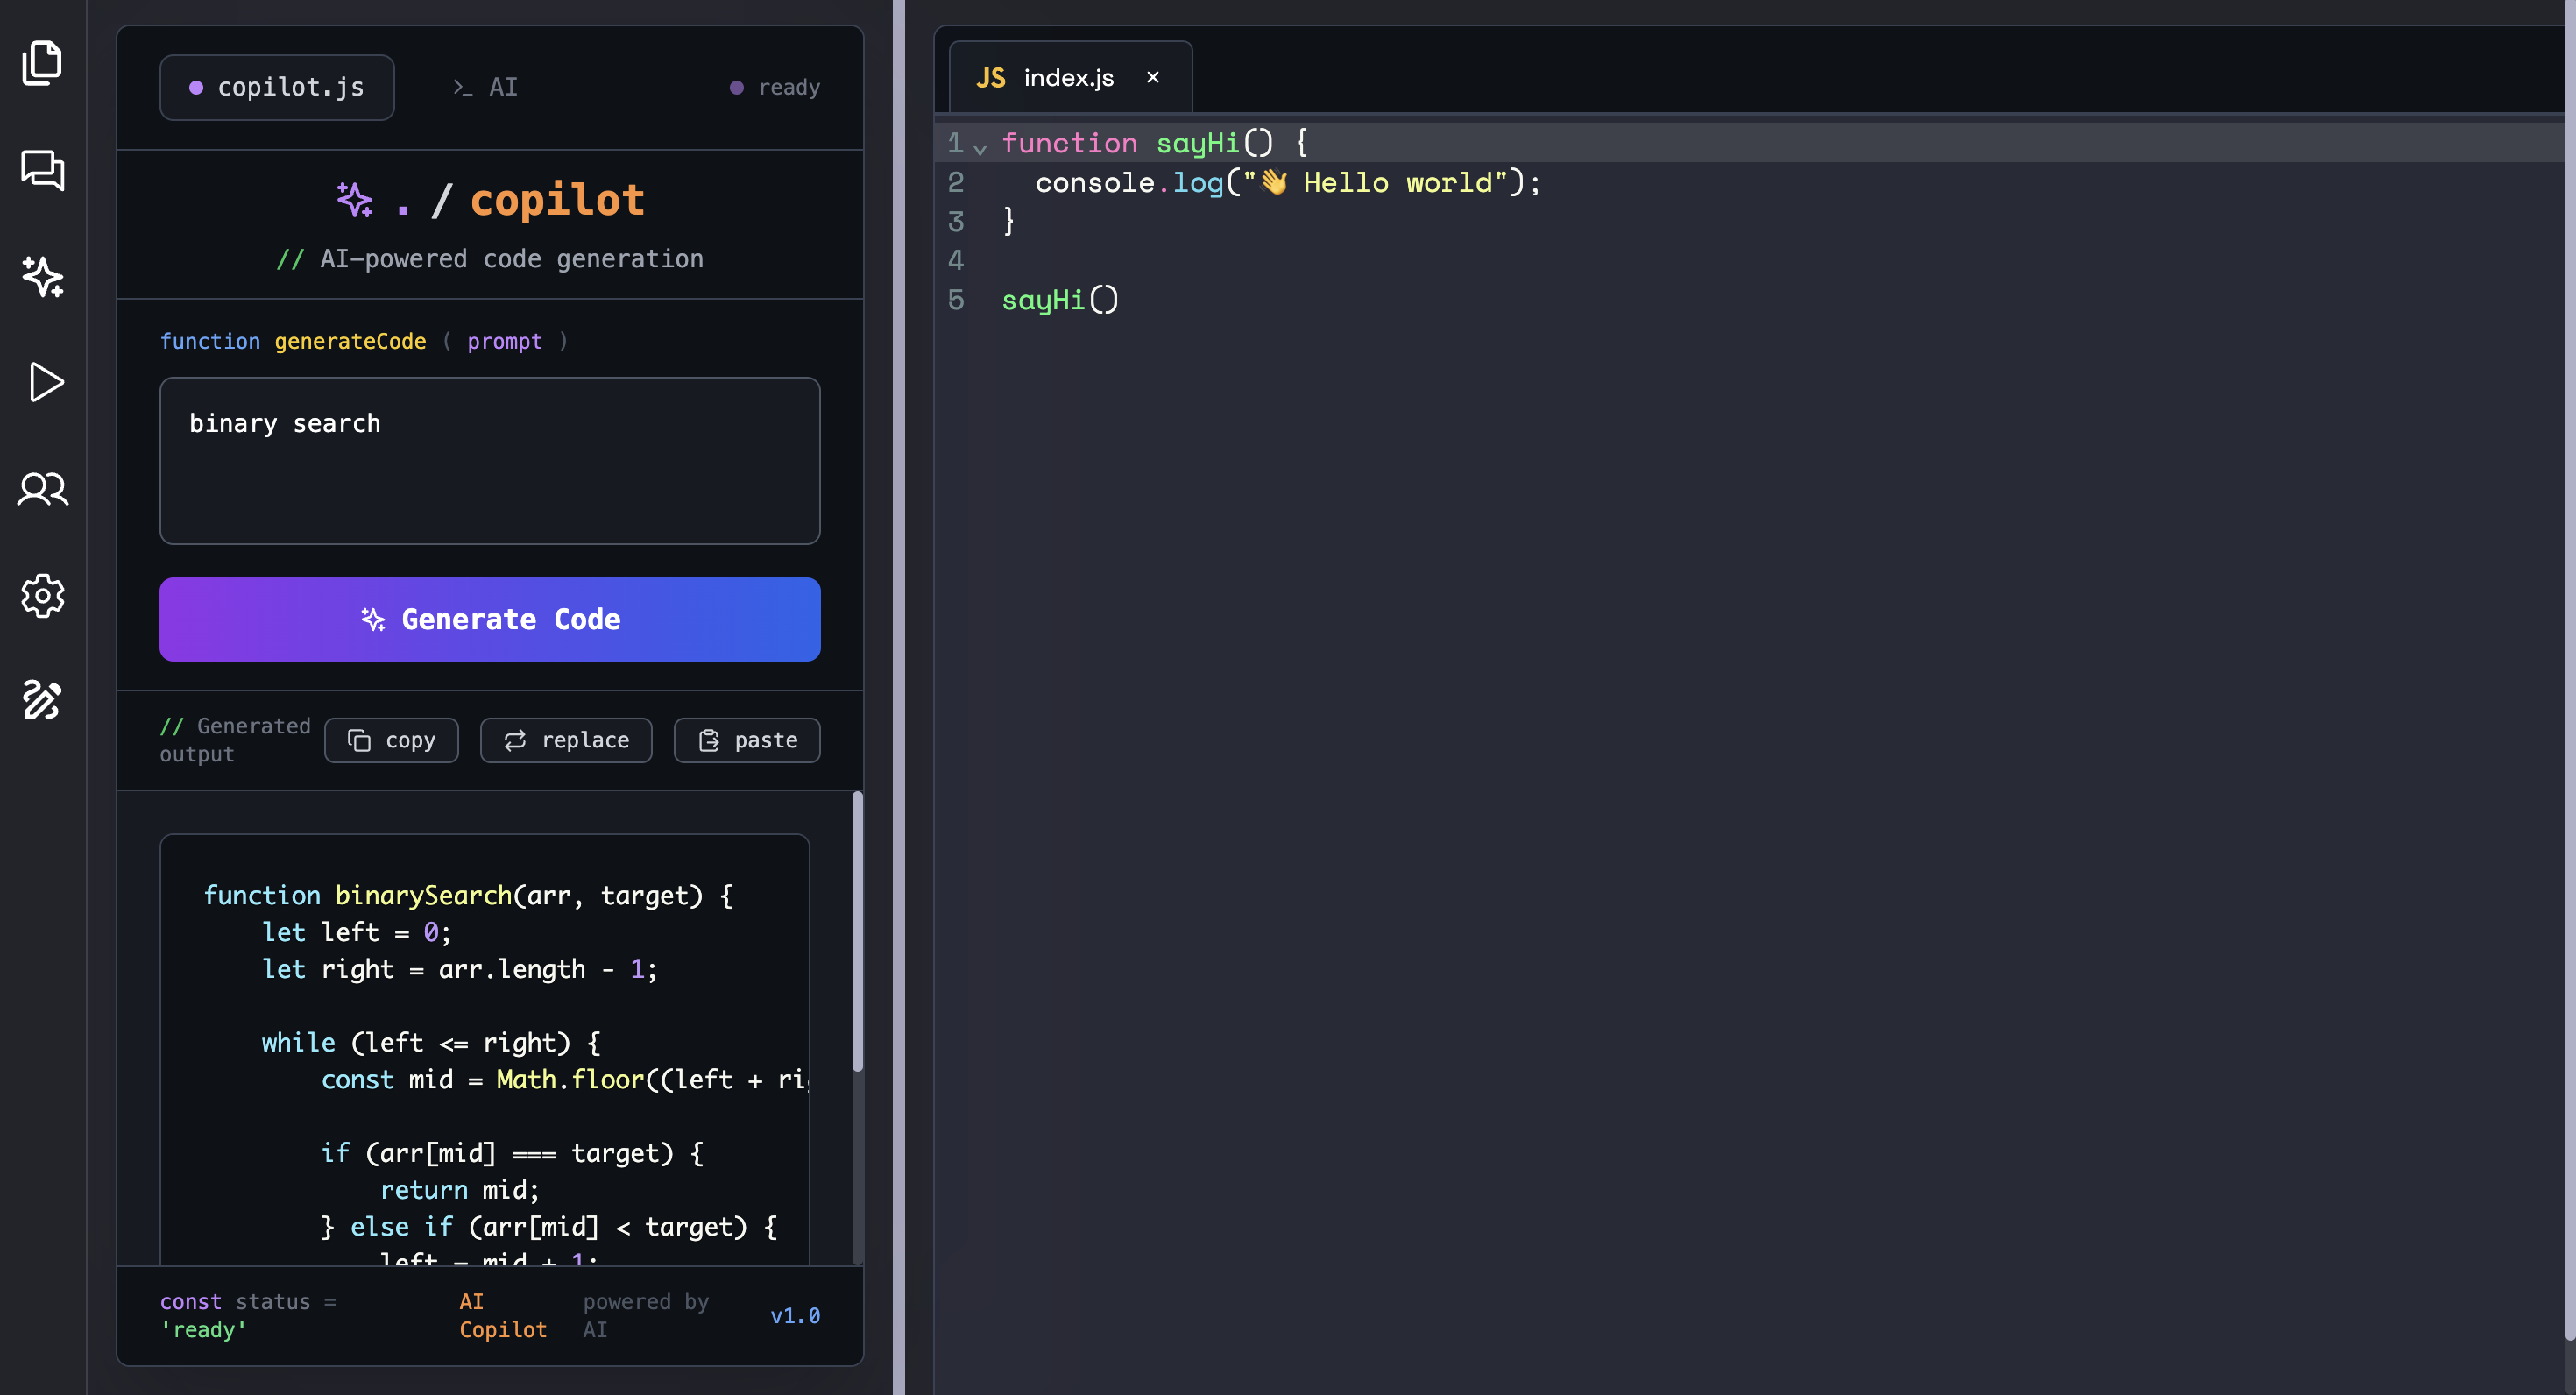 copilot.js
>_ AI
ready
./copilot
// AI-powered code generation
function generateCode ( prompt )
binary search
Generate Code
// Generated
output
copy
replace
paste
function binarySearch(arr, target) {
    let left = 0;
    let right = arr.length - 1;
    while (left <= right) {
        const mid = Math.floor((left +
        if (arr[mid] === target) {
            return mid;
        } else if (arr[mid] < target) {
            left = mid + 1;
const status =
'ready'
AI
Copilot
powered by
AI
v1.0
JS index.js ×
1 function sayHi() {
2   console.log("👋 Hello world");
3 }
4
5 sayHi()